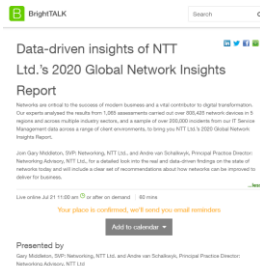 BrightTALK
Search
Data-driven insights of NTT
Ltd.'s 2020 Global Network Insights
Report
Networks are critical to the success of modern business and a vital contributor to digital transformation.
Our experts analysed the results from 1,069 assessments carried out over 800,423 network devices in 5
regions and across multiple industry sectors, and a sample of over 200,000 incidents from our IT Service
Management data across a range of client environments, to bring you NTT Ltd.'s 2020 Global Network
Insights Report.
Join Gary Middleton, SVP: Networking, NTT Ltd., and Andre van Schalkwyk, Principal Practice Director:
Networking Advisory, NTT Ltd., for a detailed look into the real and data-driven findings on the state of
networks today and will include a clear set of recommendations about how networks can be improved to
deliver for business.
Live online Jul 21 11:00 am or after on demand 60 mins
Your place is confirmed, we'll send you email reminders
Add to calendar
Presented by
Gary Middleton, SVP: Networking, NTT Ltd. and Andre van Schalkwyk, Principal Practice Director:
Networking Advisory, NTT Ltd.